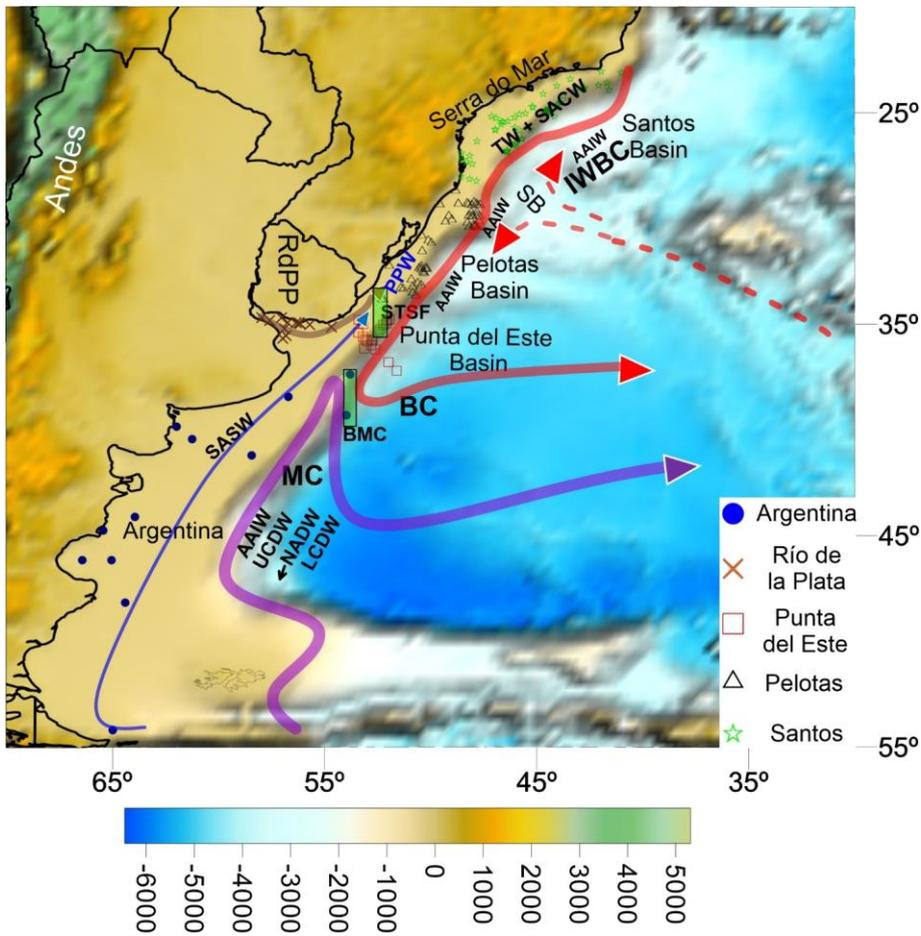 Andes
Serra do Mar
TW + SACW
Santos
Basin
AAIW
IWBC
SB
AAIW
RdPP
PPW
Pelotas
Basin
AAIW
STSF
Punta del Este
Basin
BC
BMC
SASW
MC
Argentina
AAIW
UCDW
←NADW
LCDW
25º
35º
45º
55º
Argentina
Río de
la Plata
Punta
del Este
Pelotas
Santos
65º
55º
45º
35º
-6000
-5000
-4000
-3000
-2000
-1000
0
1000
2000
3000
4000
5000